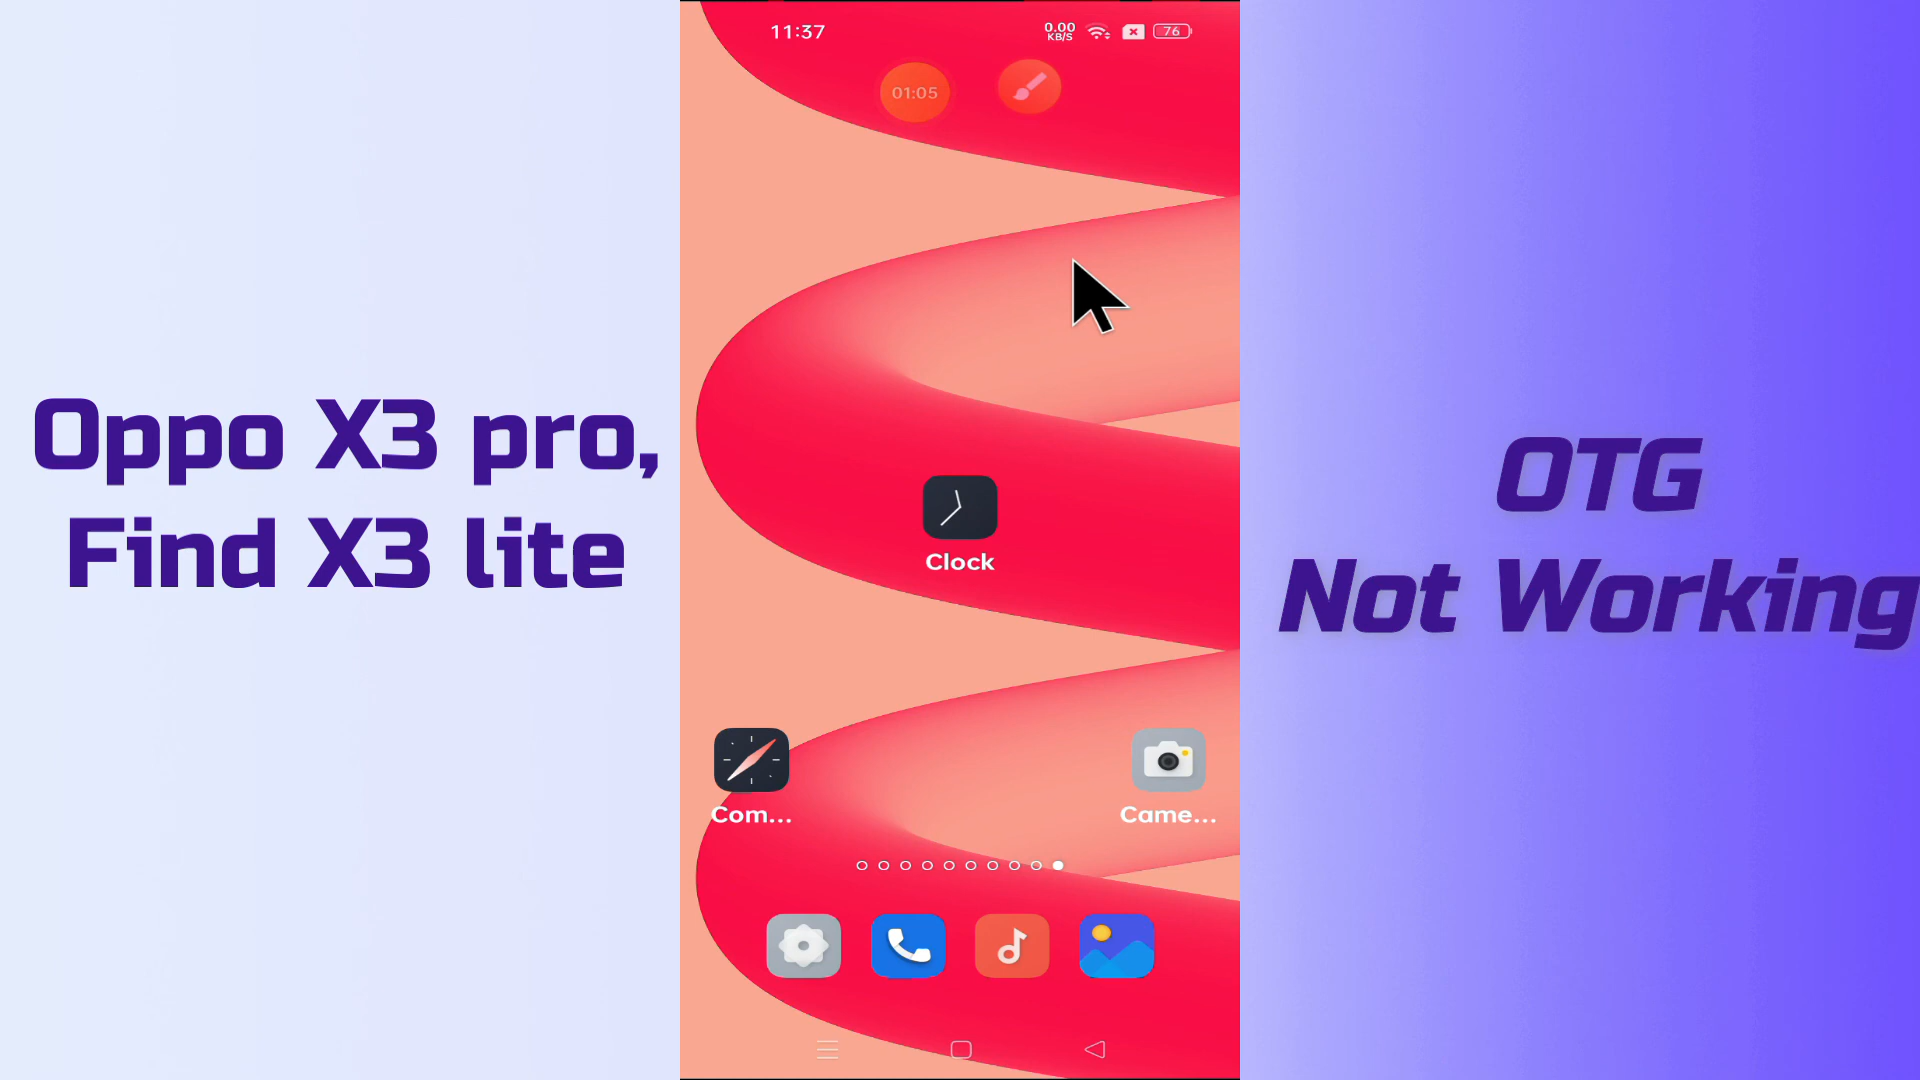 Oppo X3 pro,
Find X3 lite
11:37
0.00
KB/S
76
01:05
Clock
Com...
Came...
OTG
Not Working